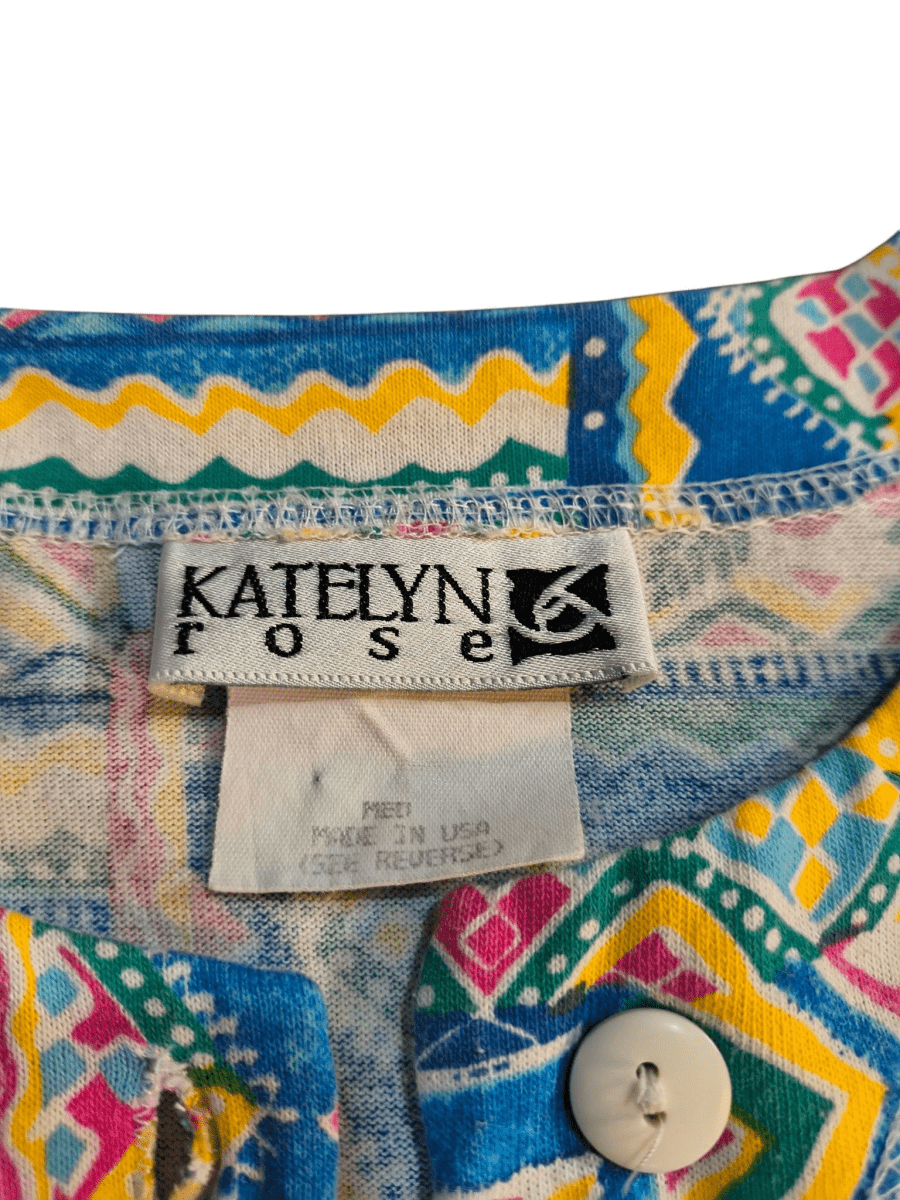 KATELYN
rose
MED
MADE IN USA
(SEE REVERSE)